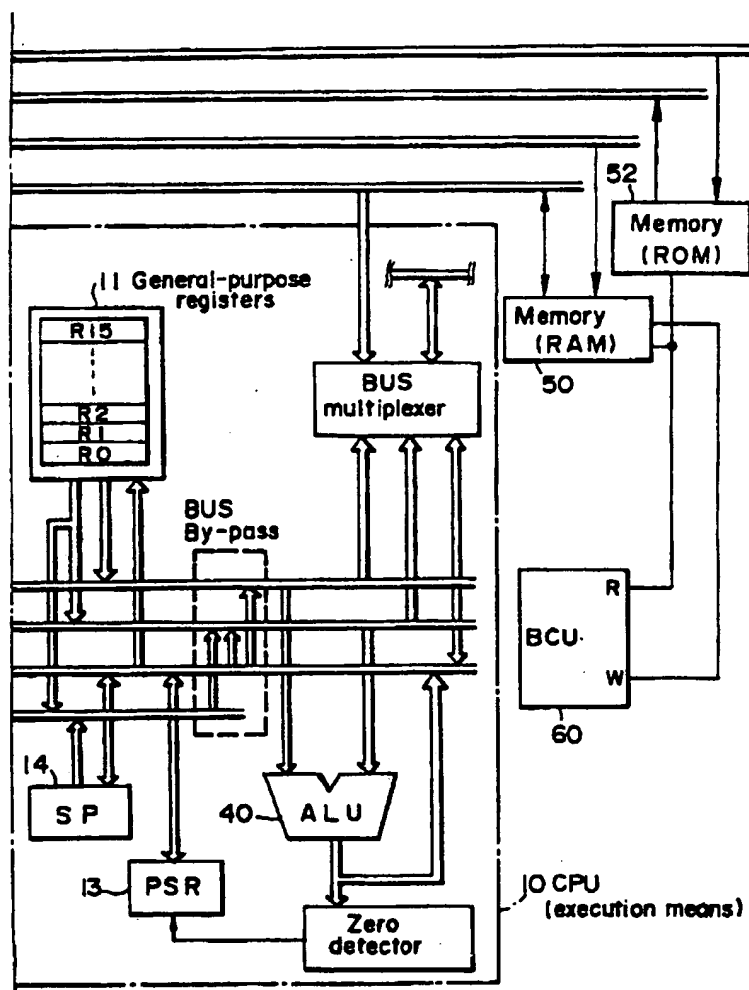 52
Memory
(ROM)
11 General-purpose
registers
R15
R2
R1
R0
Memory
(RAM)
50
BUS
multiplexer
BUS
By-pass
R
BCU
W
60
14
SP
40
ALU
13
PSR
10 CPU
(execution means)
Zero
detector